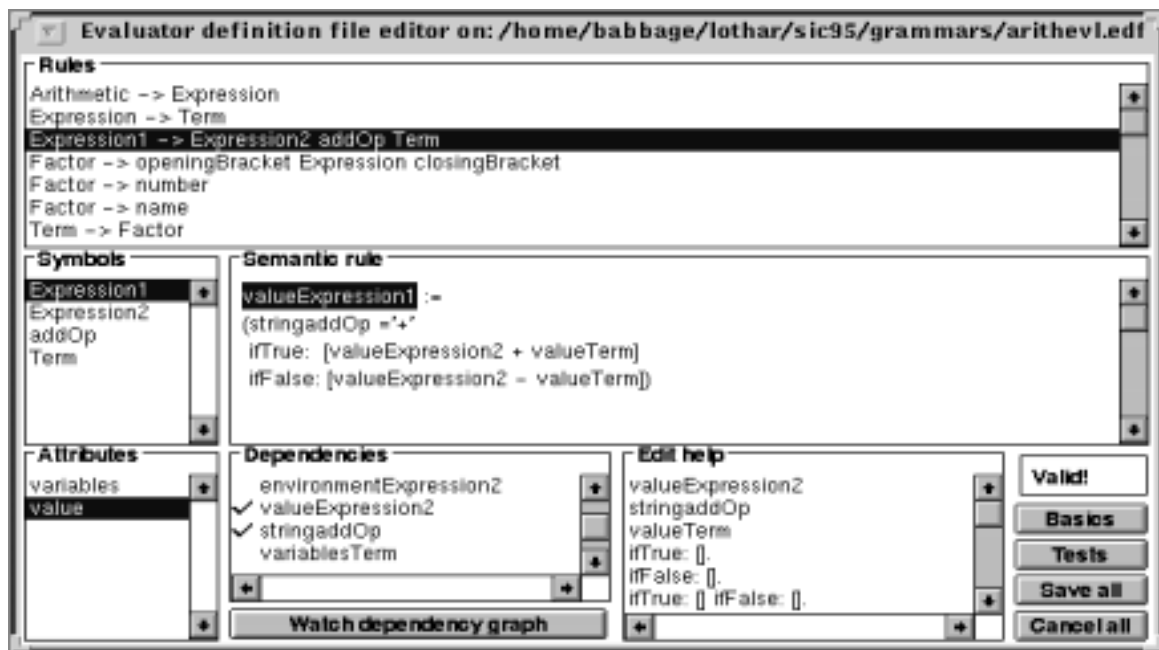 Evaluator definition file editor on: /home/babbage/lothar/sic95/grammars/arithevl.edf
Rules
Arithmetic -> Expression
Expression -> Term
Expression1 -> Expression2 addOp Term
Factor -> openingBracket Expression closingBracket
Factor -> number
Factor -> name
Term -> Factor
Symbols
Expression1
Expression2
addOp
Term
Semantic rule
valueExpression1 :=
(stringaddOp ='+'
ifTrue: [valueExpression2 + valueTerm]
ifFalse: [valueExpression2 - valueTerm])
Attributes
variables
value
Dependencies
environmentExpression2
✓ valueExpression2
✓ stringaddOp
variablesTerm
Watch dependency graph
Edit help
valueExpression2
stringaddOp
valueTerm
ifTrue: [].
ifFalse: [].
ifTrue: [] ifFalse: [].
Valid!
Basics
Tests
Save all
Cancel all